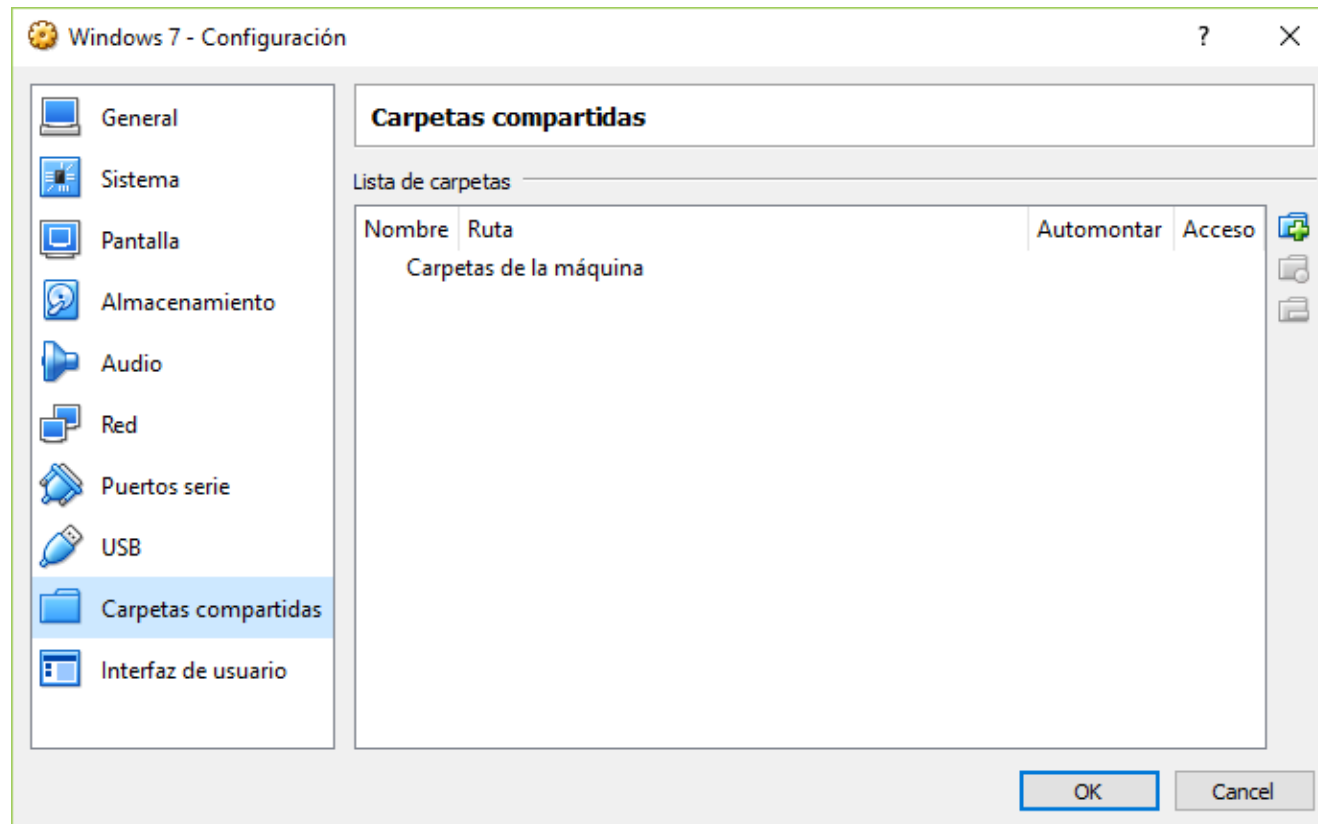 Windows 7 - Configuración
?
General
Sistema
Pantalla
Almacenamiento
Audio
Red
Puertos serie
USB
Carpetas compartidas
Interfaz de usuario
Carpetas compartidas
Lista de carpetas
Nombre Ruta Automontar Acceso
Carpetas de la máquina
OK Cancel